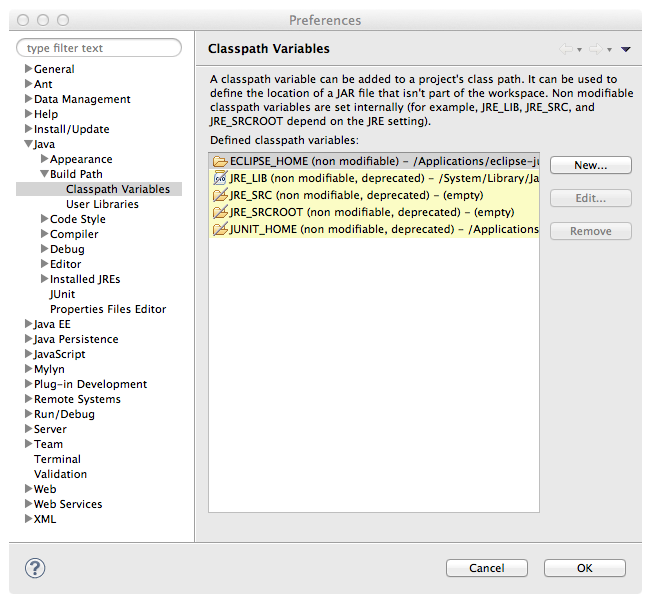 Preferences
type filter text
General
Ant
Data Management
Help
Install/Update
Java
Appearance
Build Path
Classpath Variables
User Libraries
Code Style
Compiler
Debug
Editor
Installed JREs
JUnit
Properties Files Editor
Java EE
Java Persistence
JavaScript
Mylyn
Plug-in Development
Remote Systems
Run/Debug
Server
Team
Terminal
Validation
Web
Web Services
XML
Classpath Variables
A classpath variable can be added to a project's class path. It can be used to
define the location of a JAR file that isn't part of the workspace. Non modifiable
classpath variables are set internally (for example, JRE_LIB, JRE_SRC, and
JRE_SRCROOT depend on the JRE setting).
Defined classpath variables:
ECLIPSE_HOME (non modifiable) - /Applications/eclipse-ju
JRE_LIB (non modifiable, deprecated) - /System/Library/Ja
JRE_SRC (non modifiable, deprecated) - (empty)
JRE_SRCROOT (non modifiable, deprecated) - (empty)
JUNIT_HOME (non modifiable, deprecated) - /Applications
New...
Edit...
Remove
?
Cancel
OK